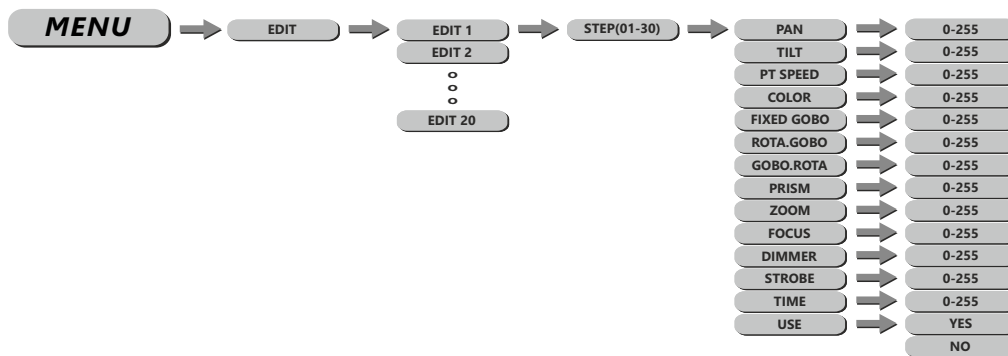 MENU EDIT EDIT 1 STEP(01-30) PAN 0-255
EDIT 2 TILT 0-255
PT SPEED 0-255
COLOR 0-255
EDIT 20 FIXED GOBO 0-255
ROTA.GOBO 0-255
GOBO.ROTA 0-255
PRISM 0-255
ZOOM 0-255
FOCUS 0-255
DIMMER 0-255
STROBE 0-255
TIME 0-255
USE YES
NO